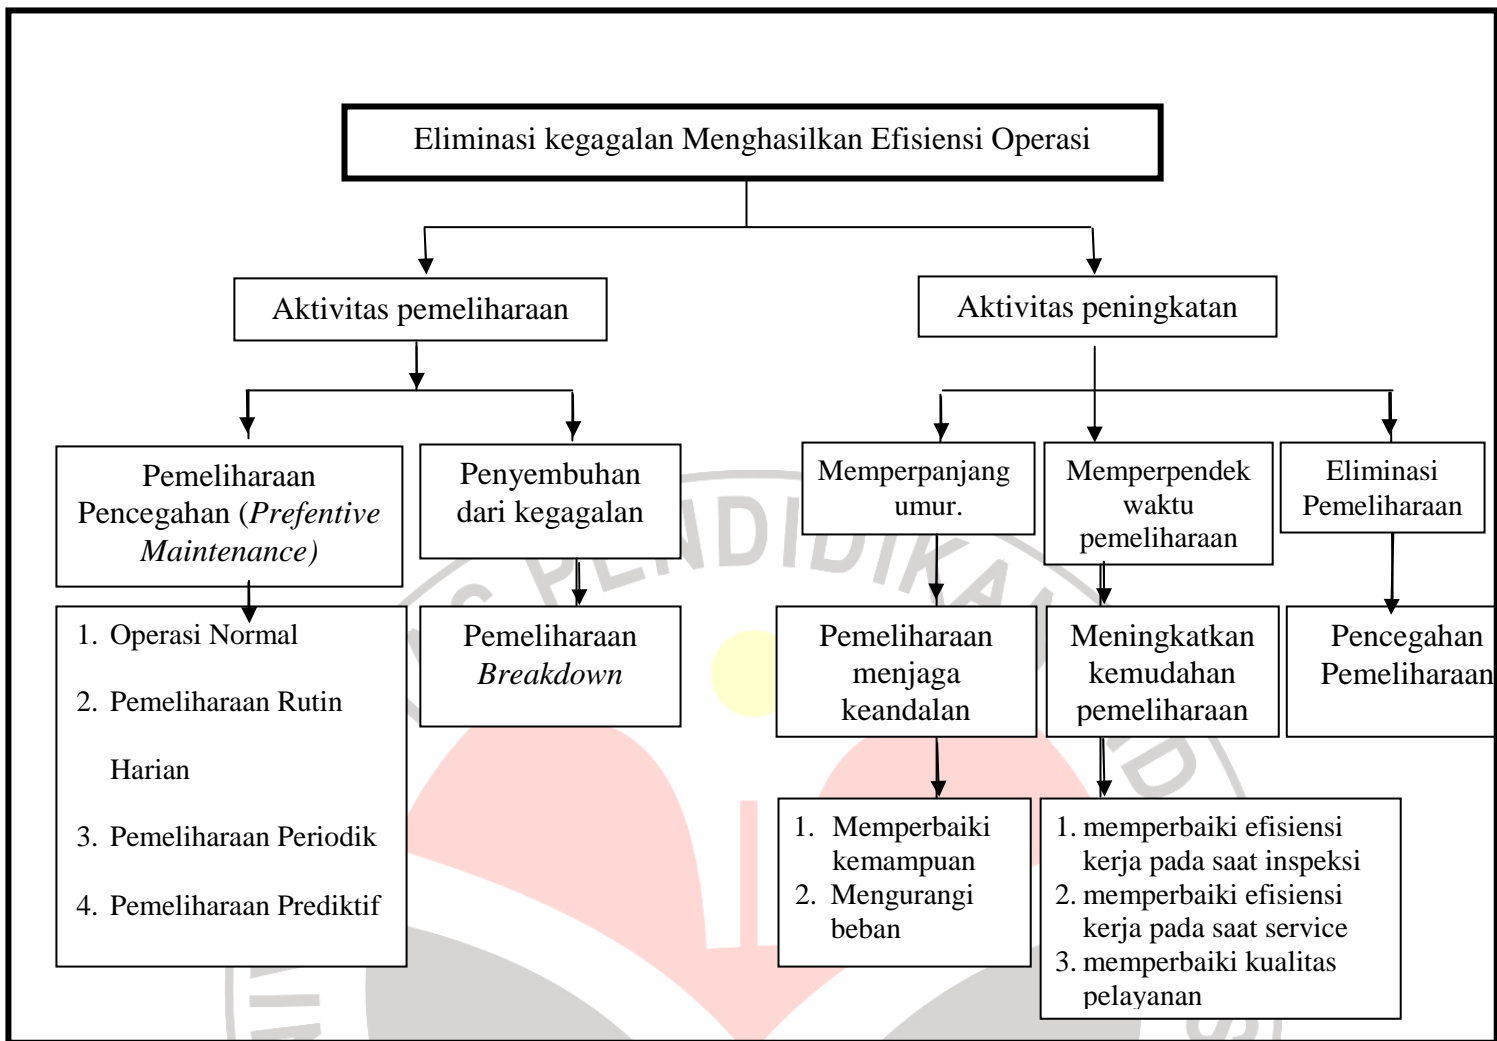 Eliminasi kegagalan Menghasilkan Efisiensi Operasi
Aktivitas pemeliharaan
Aktivitas peningkatan
Pemeliharaan
Pencegahan (Prefentive
Maintenance)
Penyembuhan
dari kegagalan
Memperpanjang
umur.
Memperpendek
waktu
pemeliharaan
Eliminasi
Pemeliharaan
1. Operasi Normal
2. Pemeliharaan Rutin
Harian
3. Pemeliharaan Periodik
4. Pemeliharaan Prediktif
Pemeliharaan
Breakdown
Pemeliharaan
menjaga
keandalan
Meningkatkan
kemudahan
pemeliharaan
Pencegahan
Pemeliharaan
1. Memperbaiki
kemampuan
2. Mengurangi
beban
1. memperbaiki efisiensi
kerja pada saat inspeksi
2. memperbaiki efisiensi
kerja pada saat service
3. memperbaiki kualitas
pelayanan